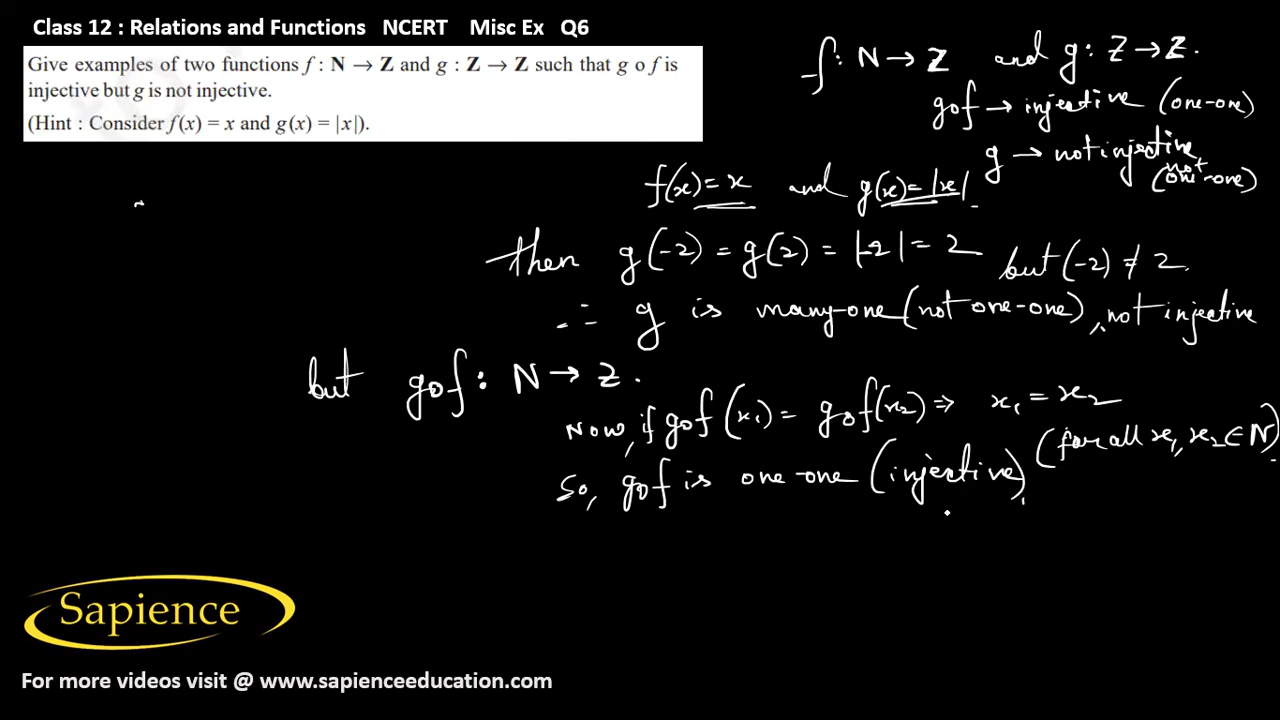 Class 12 : Relations and Functions NCERT Misc Ex Q6
Give examples of two functions f : N → Z and g : Z → Z such that g o f is
injective but g is not injective.
(Hint : Consider f(x) = x and g(x) = |x|).
f: N → Z and g: Z → Z.
gof → injective (one-one)
g → not injective,
(not one-one)
f(x) = x and g(x) = |x|.
then g(-2) = g(2) = |-2| = 2 but (-2) ≠ 2.
∴ g is many-one (not one-one), not injective
but gof: N → Z.
Now, if gof(x₁) = gof(x₂) ⇒ x₁ = x₂
(for all x₁, x₂ ∈ N)
So, gof is one-one (injective),
Sapience
For more videos visit @ www.sapienceeducation.com